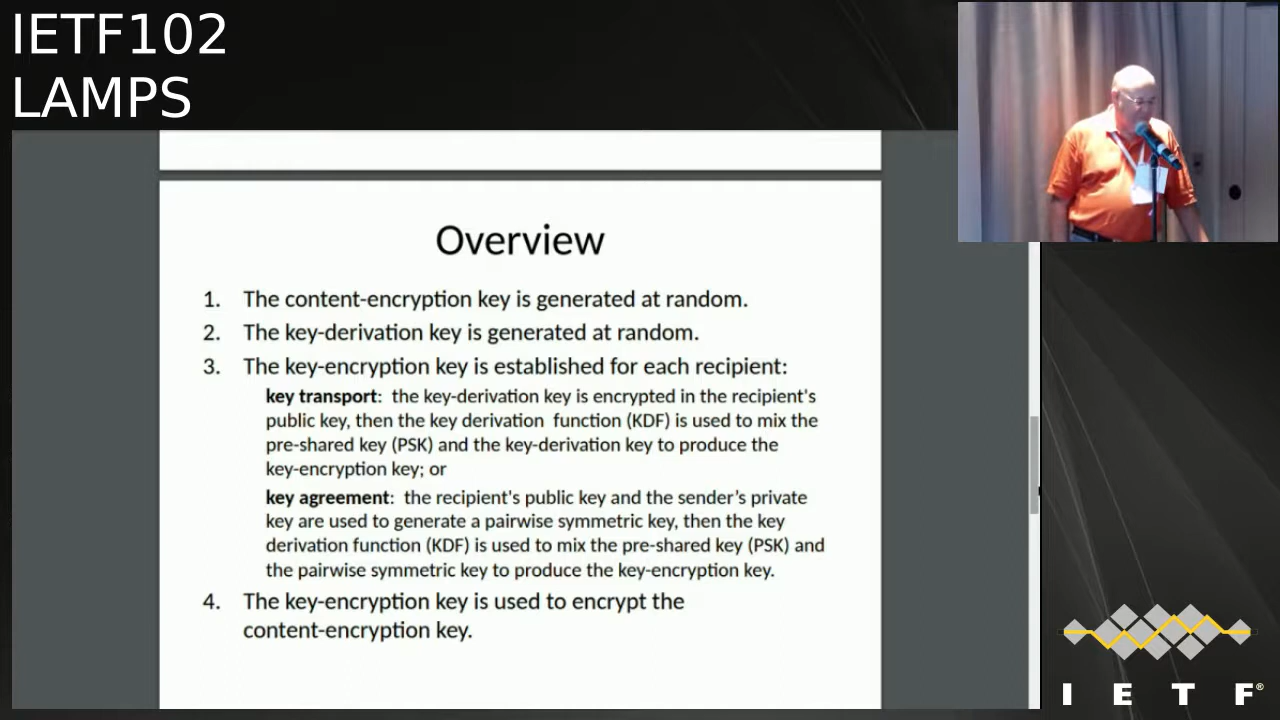 IETF102
LAMPS
Overview
1. The content-encryption key is generated at random.
2. The key-derivation key is generated at random.
3. The key-encryption key is established for each recipient:
key transport: the key-derivation key is encrypted in the recipient's
public key, then the key derivation function (KDF) is used to mix the
pre-shared key (PSK) and the key-derivation key to produce the
key-encryption key; or
key agreement: the recipient's public key and the sender’s private
key are used to generate a pairwise symmetric key, then the key
derivation function (KDF) is used to mix the pre-shared key (PSK) and
the pairwise symmetric key to produce the key-encryption key.
4. The key-encryption key is used to encrypt the
content-encryption key.
I E T F®